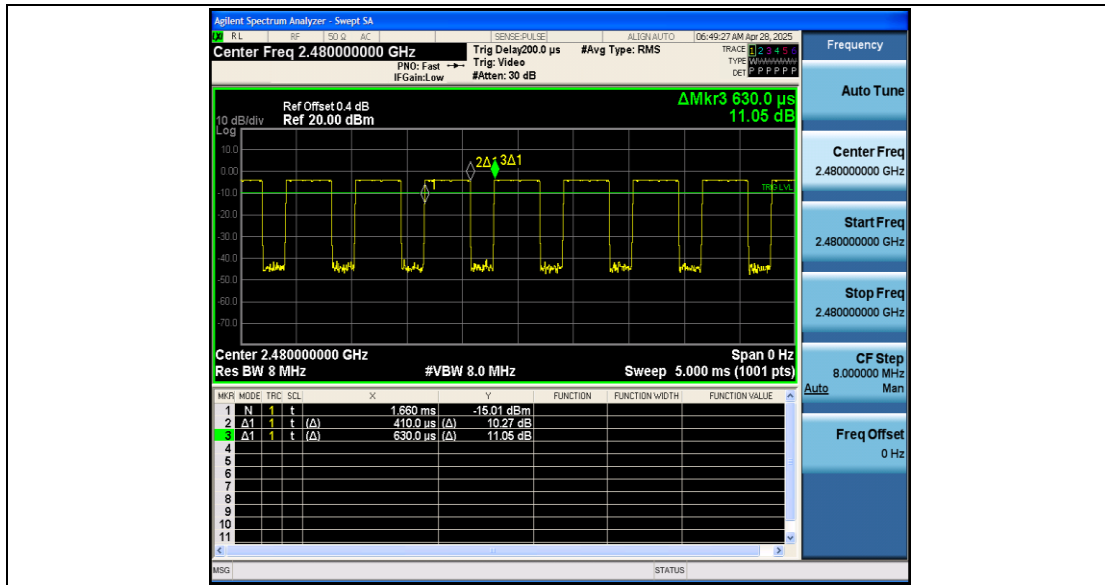 Agilent Spectrum Analyzer - Swept SA
RL RF 50 Ω AC SENSE:PULSE ALIGN AUTO 06:49:27 AM Apr 28, 2025
Center Freq 2.480000000 GHz
PNO: Fast
IFGain:Low
Trig Delay200.0 µs
Trig: Video
#Atten: 30 dB
#Avg Type: RMS
TRACE 1 2 3 4 5 6
TYPE WWWWWW
DET P P P P P P
ΔMkr3 630.0 µs
11.05 dB
Ref Offset 0.4 dB
10 dB/div Ref 20.00 dBm
Log
10.0
0.00
-10.0
-20.0
-30.0
-40.0
-50.0
-60.0
-70.0
1
2Δ1
3Δ1
TRIG LVL
Center 2.480000000 GHz Span 0 Hz
Res BW 8 MHz #VBW 8.0 MHz Sweep 5.000 ms (1001 pts)
MKR MODE TRC SCL X Y FUNCTION FUNCTION WIDTH FUNCTION VALUE
1 N 1 t 1.660 ms -15.01 dBm
2 Δ1 1 t (Δ) 410.0 µs (Δ) 10.27 dB
3 Δ1 1 t (Δ) 630.0 µs (Δ) 11.05 dB
4
5
6
7
8
9
10
11
MSG STATUS
Frequency
Auto Tune
Center Freq
2.480000000 GHz
Start Freq
2.480000000 GHz
Stop Freq
2.480000000 GHz
CF Step
8.000000 MHz
Auto Man
Freq Offset
0 Hz